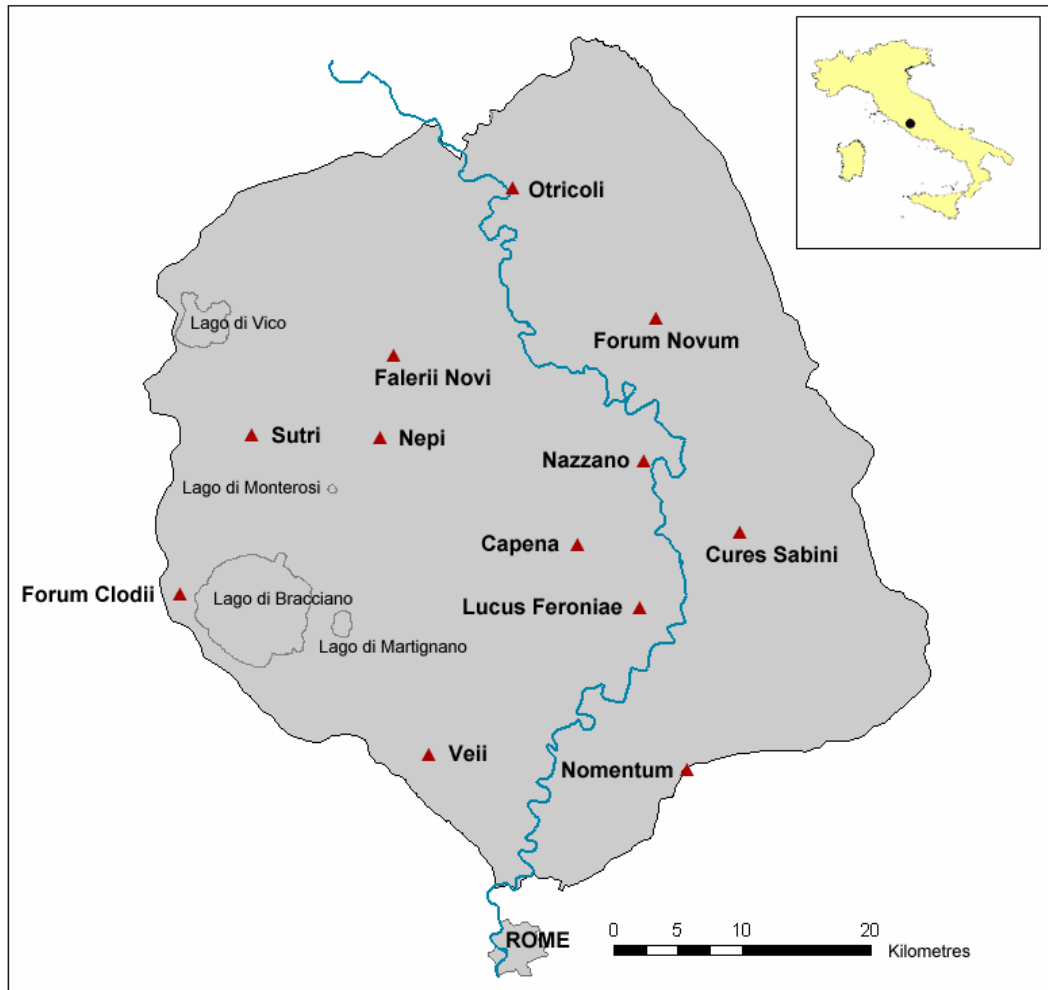 Otricoli
Lago di Vico
Forum Novum
Falerii Novi
Sutri
Nepi
Nazzano
Lago di Monterosi
Capena
Cures Sabini
Forum Clodii
Lago di Bracciano
Lucus Feroniae
Lago di Martignano
Veii
Nomentum
ROME
0 5 10 20
Kilometres